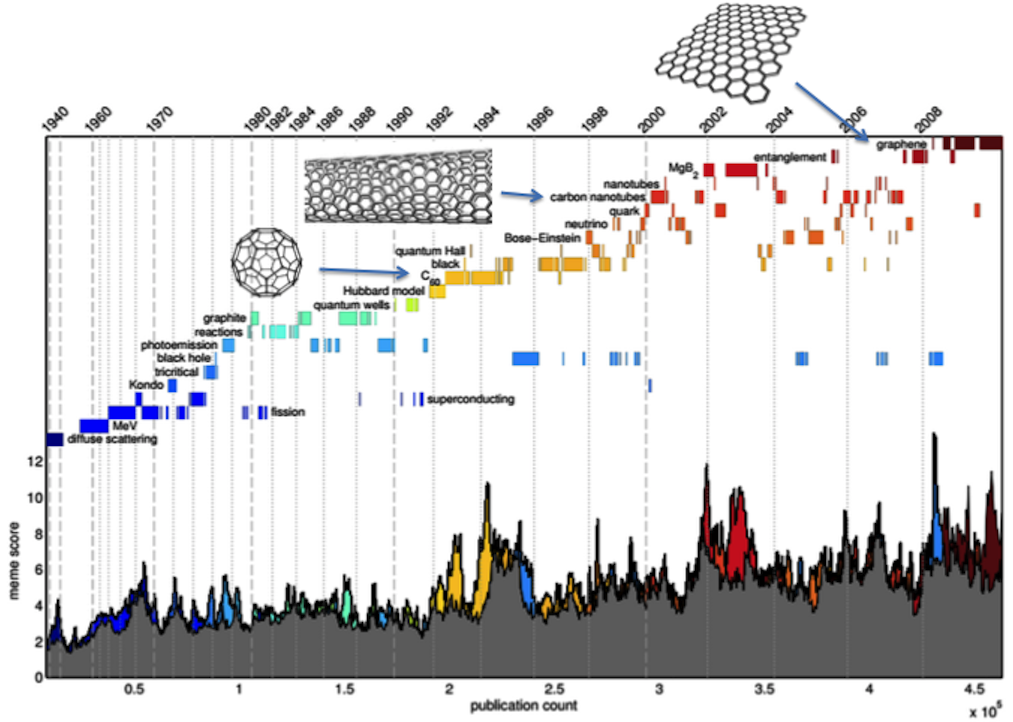 1940 1960 1970 1980 1982 1984 1986 1988 1990 1992 1994 1996 1998 2000 2002 2004 2006 2008
graphene
entanglement
MgB2
nanotubes
carbon nanotubes
quark
neutrino
Bose-Einstein
quantum Hall
black
C60
Hubbard model
quantum wells
graphite
reactions
photoemission
black hole
tricritical
Kondo
superconducting
fission
MeV
diffuse scattering
12
10
8
6
4
2
0
meme score
0.5 1 1.5 2 2.5 3 3.5 4 4.5
publication count
x 10^5